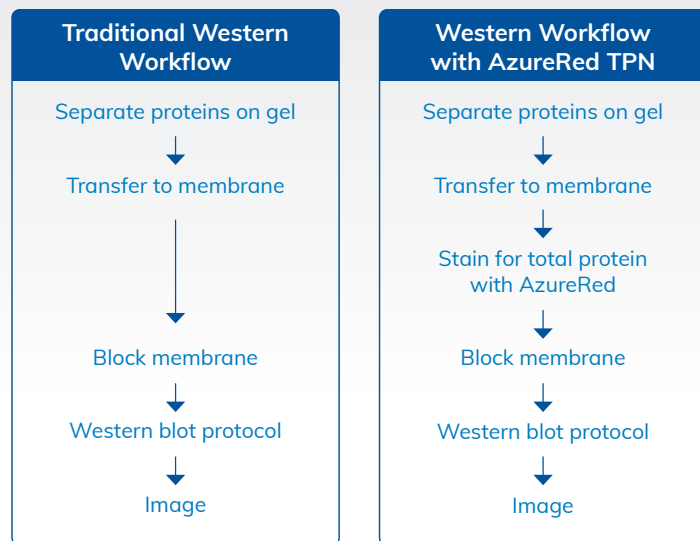 Traditional Western
Workflow
Separate proteins on gel
Transfer to membrane
Block membrane
Western blot protocol
Image
Western Workflow
with AzureRed TPN
Separate proteins on gel
Transfer to membrane
Stain for total protein
with AzureRed
Block membrane
Western blot protocol
Image